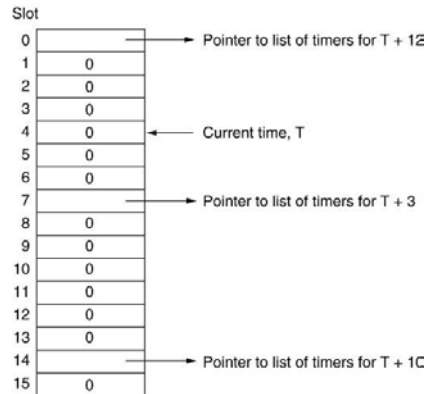 Slot
0 Pointer to list of timers for T + 12
1 0
2 0
3 0
4 0 Current time, T
5 0
6 0
7 Pointer to list of timers for T + 3
8 0
9 0
10 0
11 0
12 0
13 0
14 Pointer to list of timers for T + 10
15 0